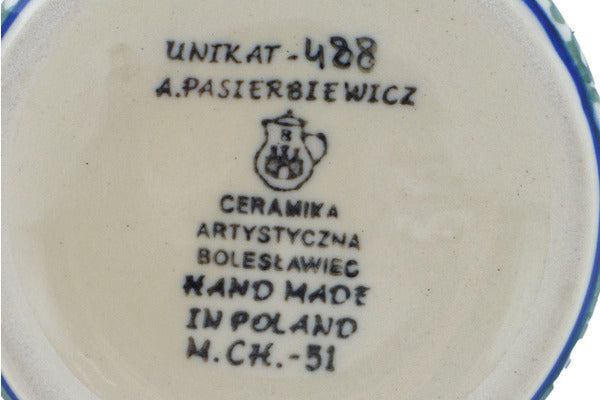 UNIKAT - 488
A. PASIERBIEWICZ
8
CERAMIKA
ARTYSTYCZNA
BOLESŁAWIEC
HAND MADE
IN POLAND
M. CH. - 51